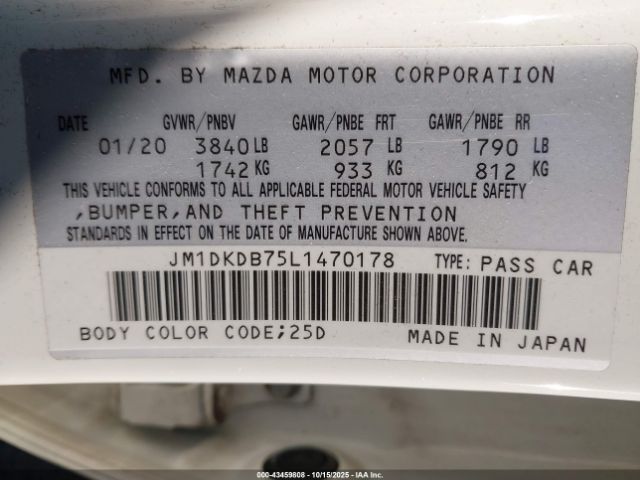 MFD. BY MAZDA MOTOR CORPORATION
DATE GVWR/PNBV GAWR/PNBE FRT GAWR/PNBE RR
01/20 3840 LB 2057 LB 1790 LB
1742 KG 933 KG 812 KG
THIS VEHICLE CONFORMS TO ALL APPLICABLE FEDERAL MOTOR VEHICLE SAFETY
,BUMPER,AND THEFT PREVENTION
STANDARDS IN EFFECT ON THE DATE OF MANUFACTURE SHOWN ABOVE.
JM1DKDB75L1470178 TYPE: PASS CAR
BODY COLOR CODE;25D MADE IN JAPAN
000-43459808 - 10/15/2025 - IAA Inc.